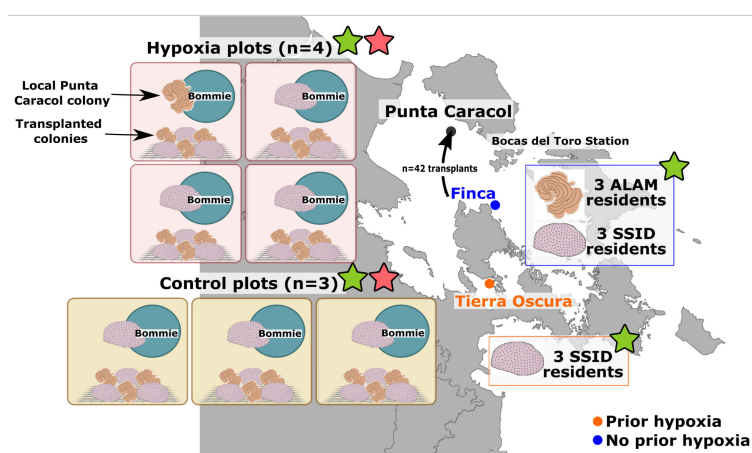 Hypoxia plots (n=4)
Local Punta
Caracol colony
Transplanted
colonies
Bommie
Bommie
Bommie
Bommie
Control plots (n=3)
Bommie
Bommie
Bommie
Punta Caracol
Bocas del Toro Station
n=42 transplants
Finca
3 ALAM
residents
3 SSID
residents
Tierra Oscura
3 SSID
residents
Prior hypoxia
No prior hypoxia